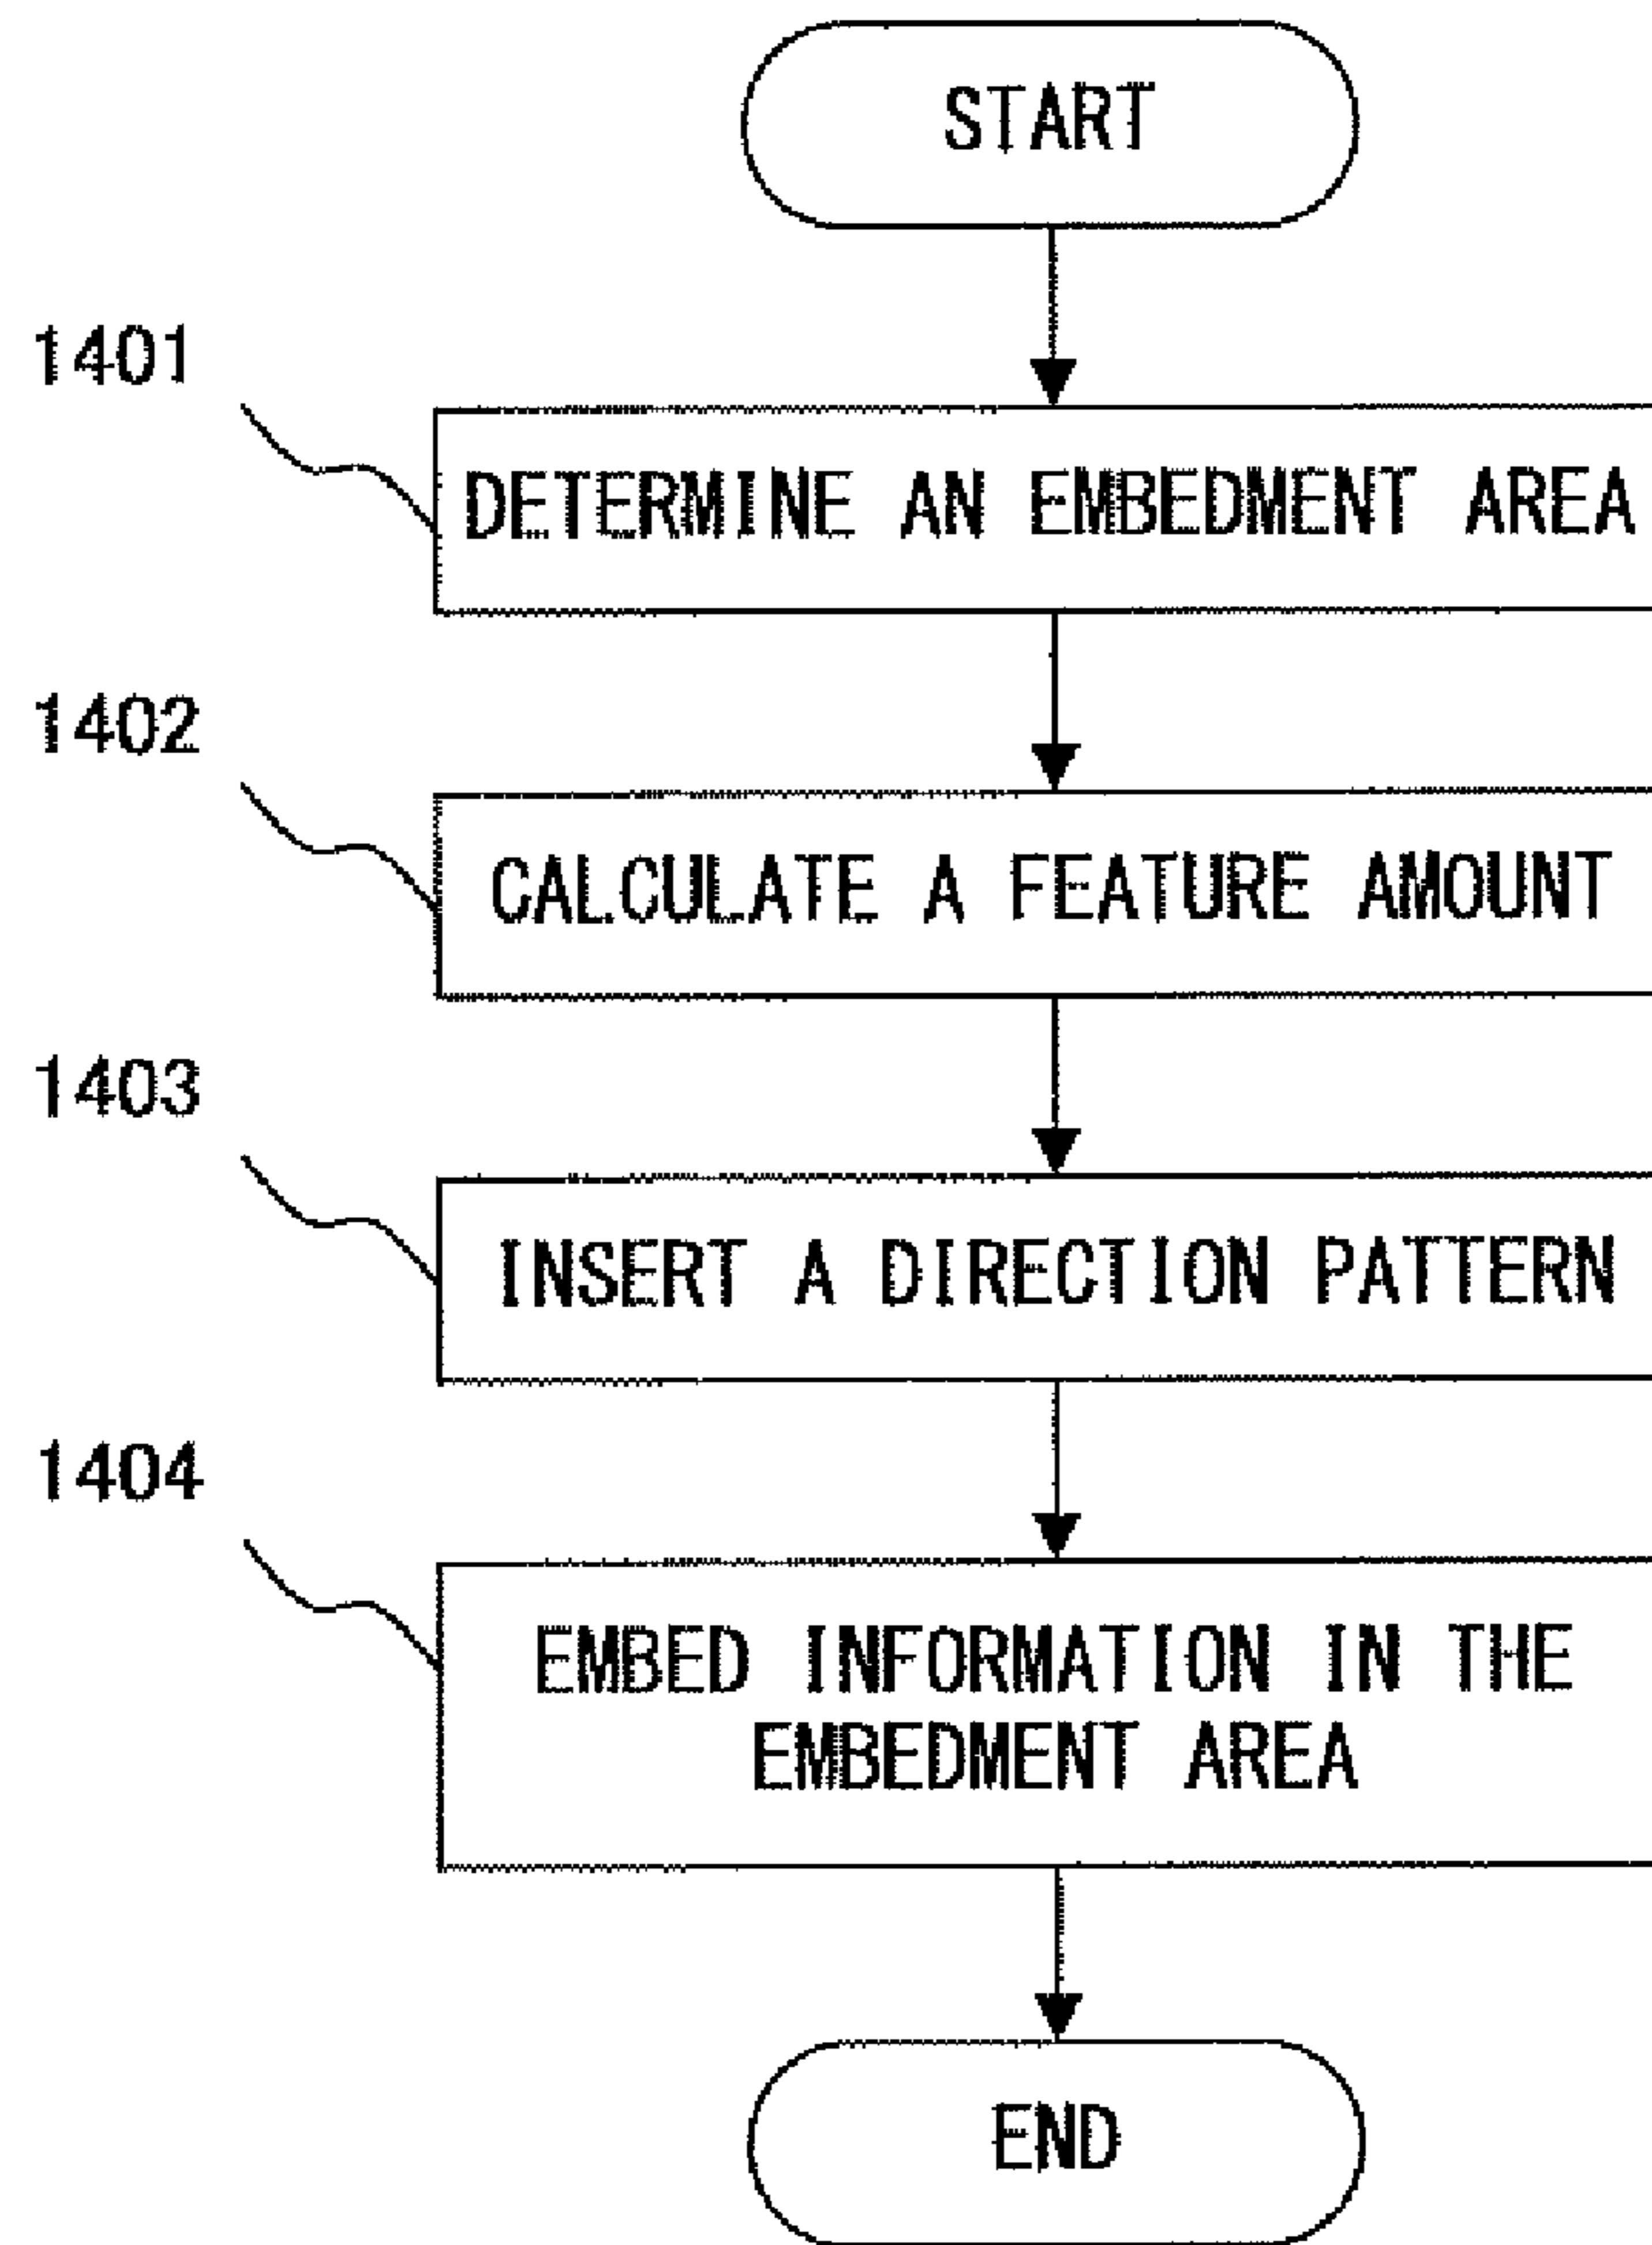 START
1401
DETERMINE AN EMBEDMENT AREA
1402
CALCULATE A FEATURE AMOUNT
1403
INSERT A DIRECTION PATTERN
1404
EMBED INFORMATION IN THE
EMBEDMENT AREA
END